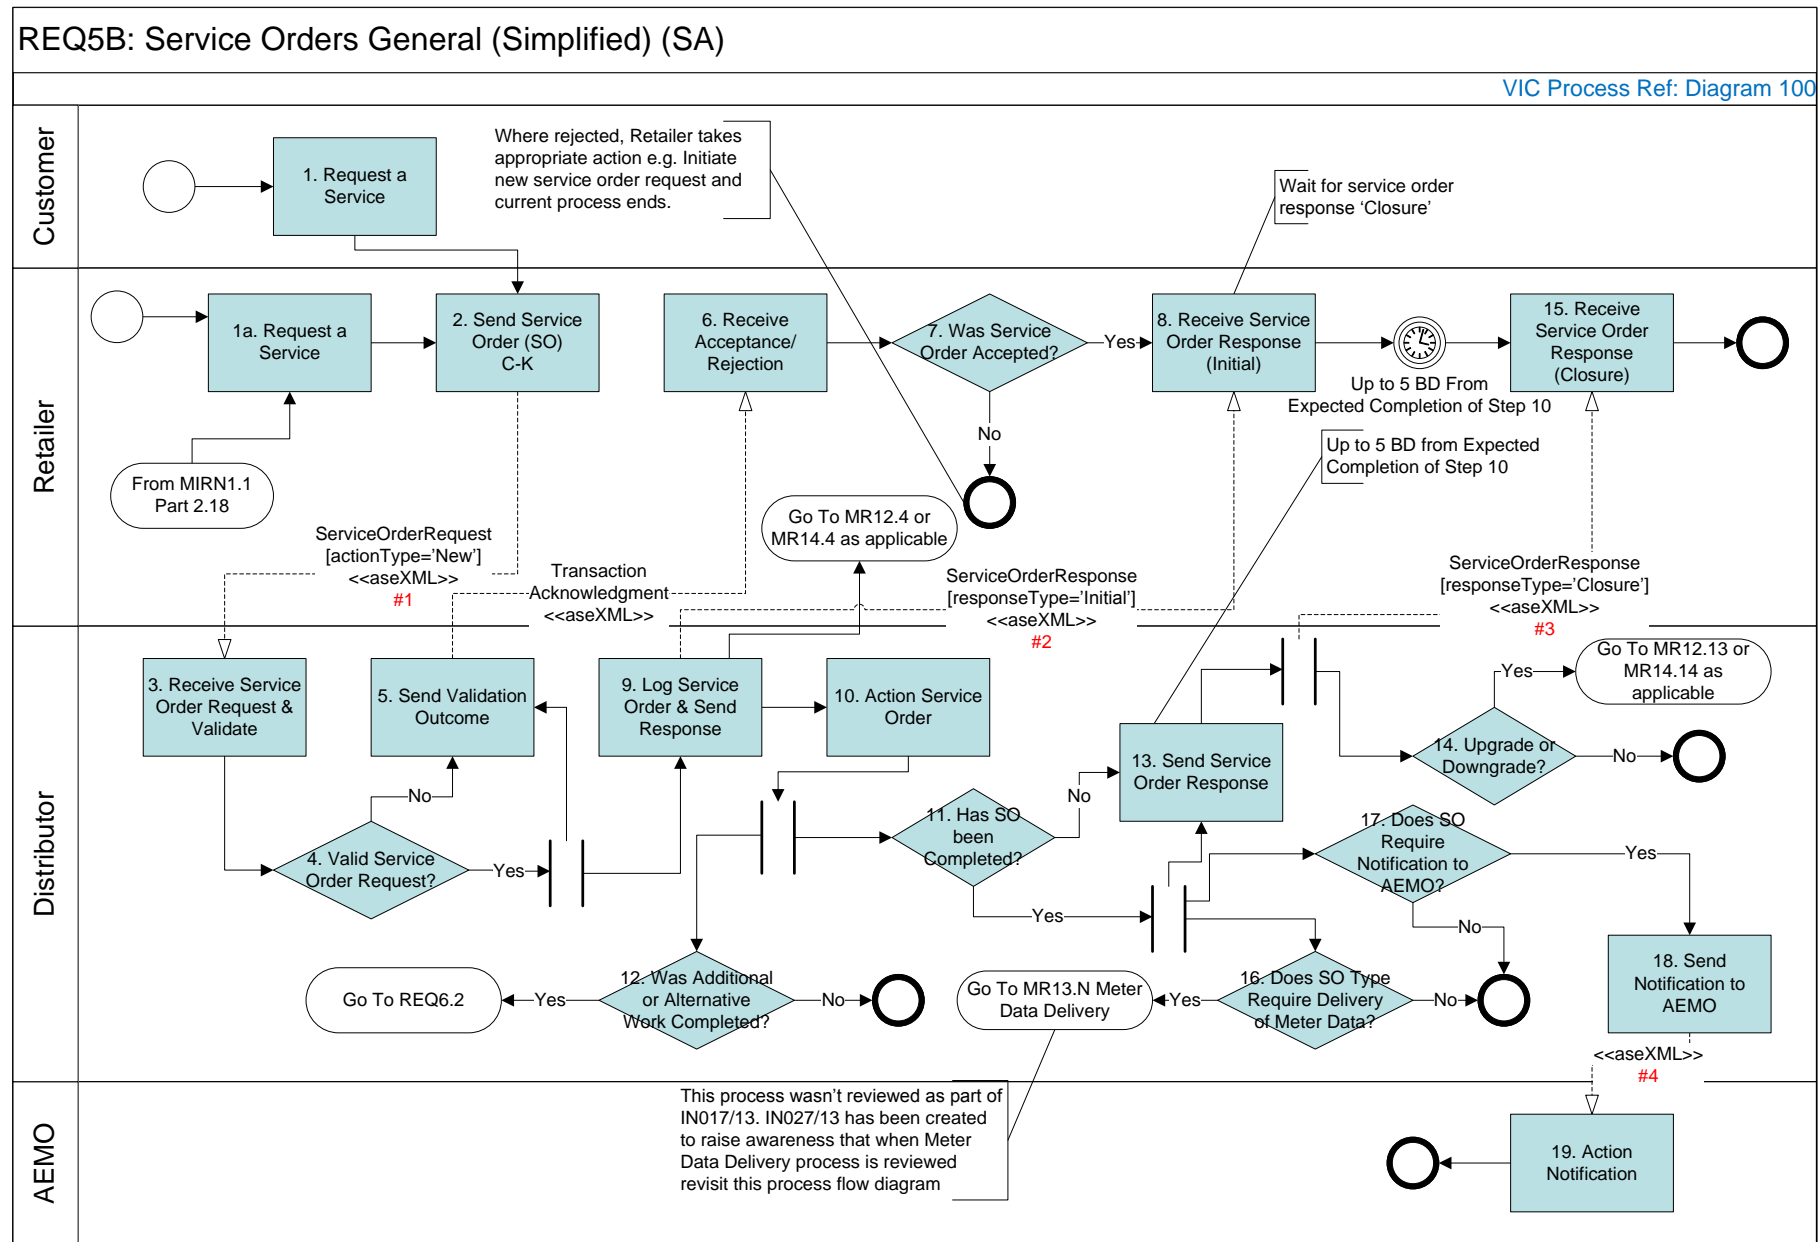 REQ5B: Service Orders General (Simplified) (SA)
VIC Process Ref: Diagram 100
Customer
1. Request a
Service
Where rejected, Retailer takes
appropriate action e.g. Initiate
new service order request and
current process ends.
Wait for service order
response ‘Closure’
Retailer
1a. Request a
Service
2. Send Service
Order (SO)
C-K
6. Receive
Acceptance/
Rejection
7. Was Service
Order Accepted?
Yes
No
8. Receive Service
Order Response
(Initial)
Up to 5 BD From
Expected Completion of Step 10
15. Receive
Service Order
Response
(Closure)
From MIRN1.1
Part 2.18
Go To MR12.4 or
MR14.4 as applicable
Up to 5 BD from Expected
Completion of Step 10
ServiceOrderRequest
[actionType=’New’]
<<aseXML>>
#1
Transaction
Acknowledgment
<<aseXML>>
ServiceOrderResponse
[responseType=’Initial’]
<<aseXML>>
#2
ServiceOrderResponse
[responseType=’Closure’]
<<aseXML>>
#3
Distributor
3. Receive Service
Order Request &
Validate
5. Send Validation
Outcome
9. Log Service
Order & Send
Response
10. Action Service
Order
13. Send Service
Order Response
14. Upgrade or
Downgrade?
Yes
No
Go To MR12.13 or
MR14.14 as
applicable
4. Valid Service
Order Request?
No
Yes
11. Has SO
been
Completed?
No
Yes
17. Does SO
Require
Notification to
AEMO?
Yes
No
12. Was Additional
or Alternative
Work Completed?
Yes
No
Go To REQ6.2
Go To MR13.N Meter
Data Delivery
16. Does SO Type
Require Delivery
of Meter Data?
Yes
No
18. Send
Notification to
AEMO
<<aseXML>>
#4
AEMO
This process wasn’t reviewed as part of
IN017/13. IN027/13 has been created
to raise awareness that when Meter
Data Delivery process is reviewed
revisit this process flow diagram
19. Action
Notification